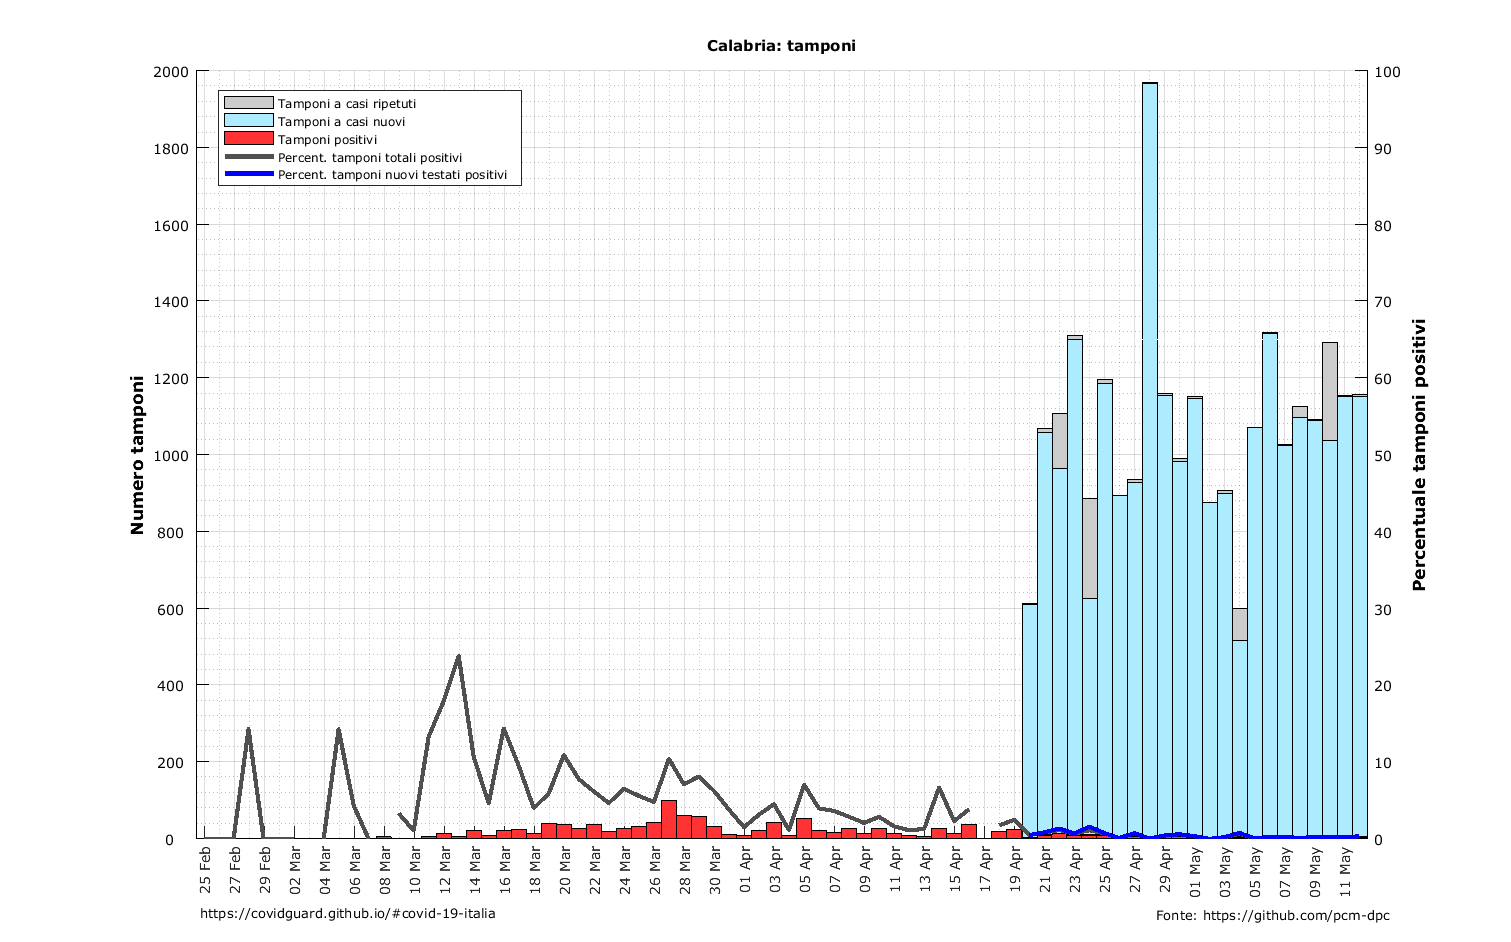 Calabria: tamponi
Numero tamponi
2000
1800
1600
1400
1200
1000
800
600
400
200
0
Tamponi a casi ripetuti
Tamponi a casi nuovi
Tamponi positivi
Percent. tamponi totali positivi
Percent. tamponi nuovi testati positivi
100
90
80
70
60
50
40
30
20
10
0
Percentuale tamponi positivi
25 Feb
27 Feb
29 Feb
02 Mar
04 Mar
06 Mar
08 Mar
10 Mar
12 Mar
14 Mar
16 Mar
18 Mar
20 Mar
22 Mar
24 Mar
26 Mar
28 Mar
30 Mar
01 Apr
03 Apr
05 Apr
07 Apr
09 Apr
11 Apr
13 Apr
15 Apr
17 Apr
19 Apr
21 Apr
23 Apr
25 Apr
27 Apr
29 Apr
01 May
03 May
05 May
07 May
09 May
11 May
https://covidguard.github.io/#covid-19-italia
Fonte: https://github.com/pcm-dpc